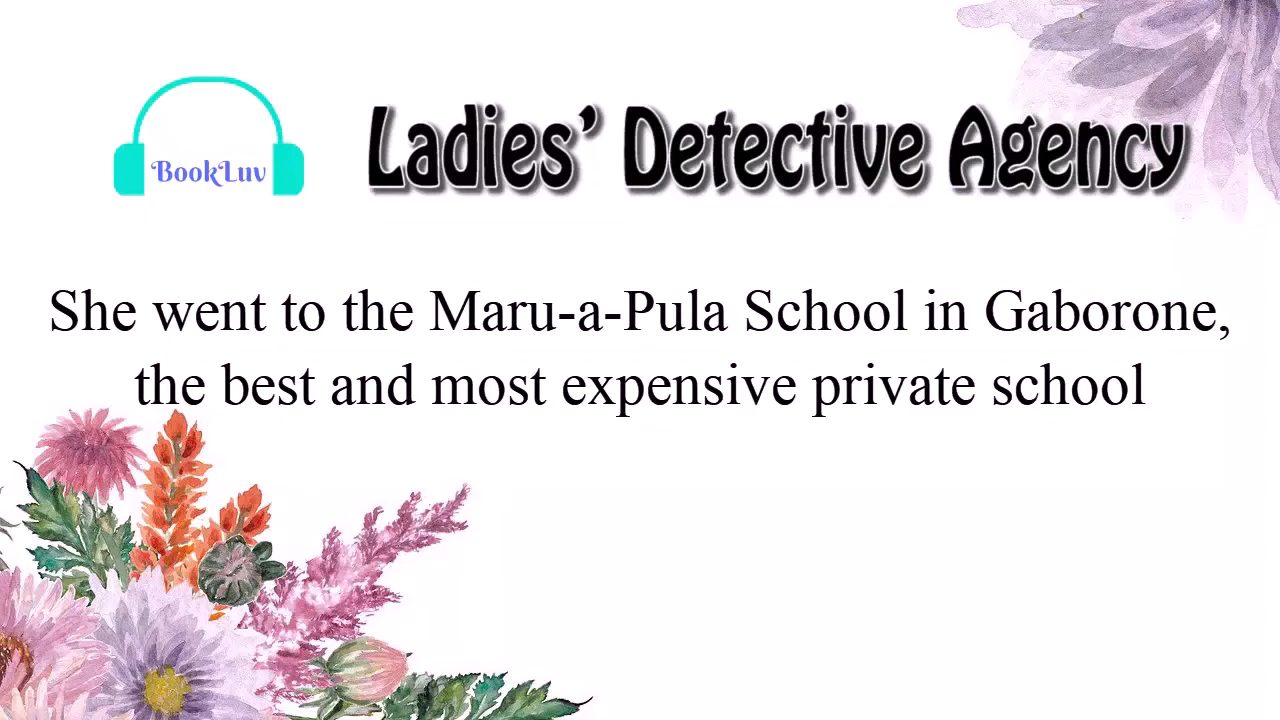 BookLuv
Ladies’ Detective Agency
She went to the Maru-a-Pula School in Gaborone,
the best and most expensive private school